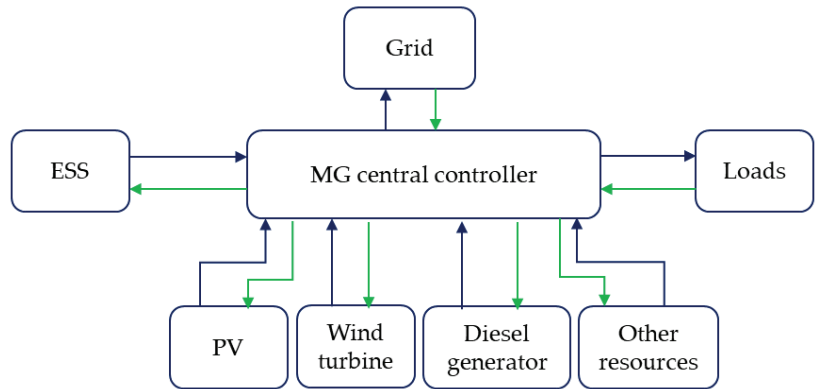 Grid
ESS
MG central controller
Loads
PV
Wind
turbine
Diesel
generator
Other
resources